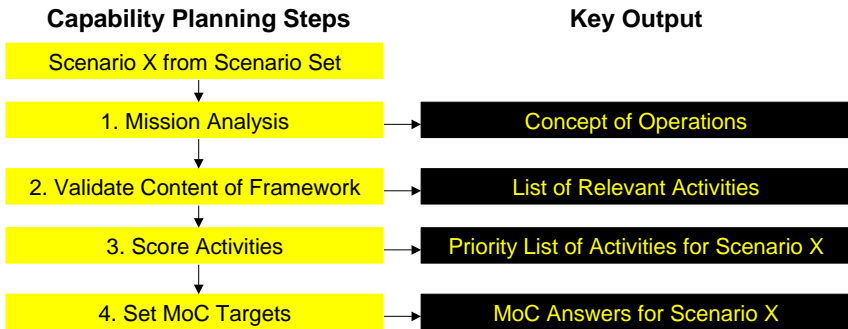 Capability Planning Steps
Key Output
Scenario X from Scenario Set
1. Mission Analysis
Concept of Operations
2. Validate Content of Framework
List of Relevant Activities
3. Score Activities
Priority List of Activities for Scenario X
4. Set MoC Targets
MoC Answers for Scenario X